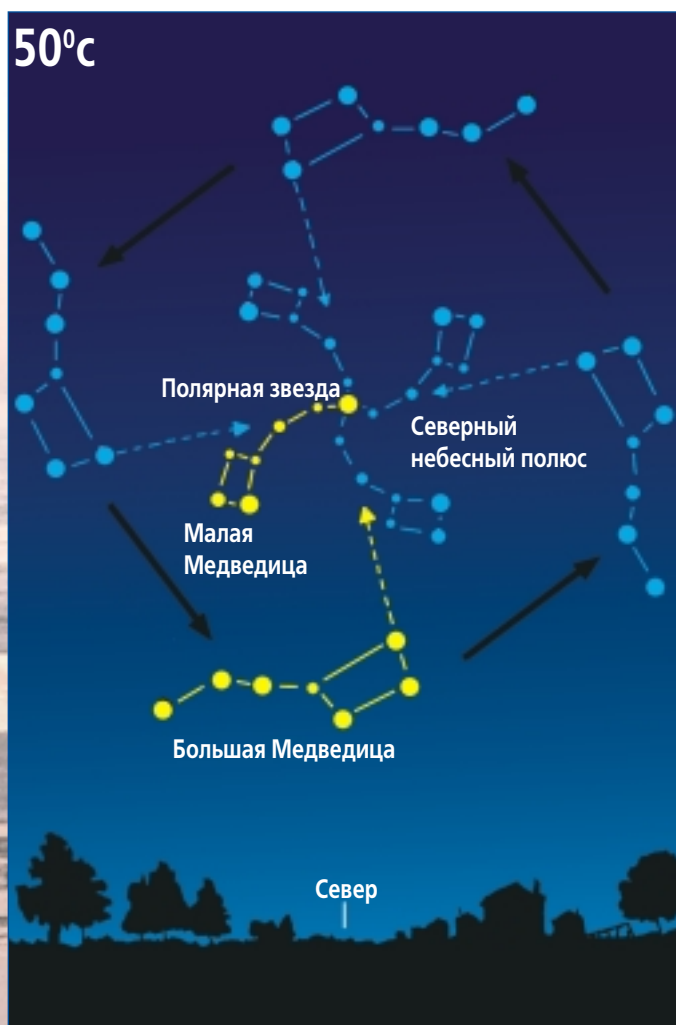 50⁰с
Полярная звезда
Северный
небесный полюс
Малая
Медведица
Большая Медведица
Север